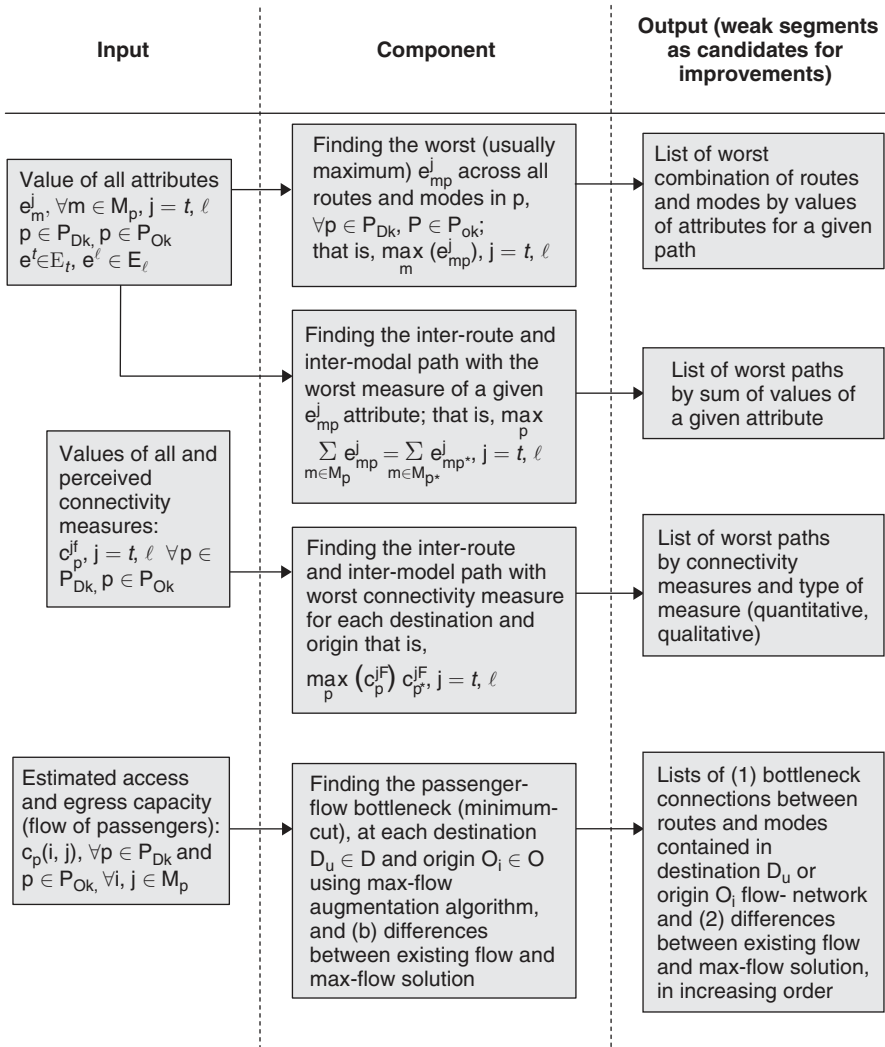 Input
Component
Output (weak segments
as candidates for
improvements)
Value of all attributes
e^j_m, ∀m ∈ M_p, j = t, ℓ
p ∈ P_Dk, p ∈ P_Ok
e^t∈E_t, e^ℓ ∈ E_ℓ
Finding the worst (usually
maximum) e^j_mp across all
routes and modes in p,
∀p ∈ P_Dk, P ∈ P_ok;
that is, max_m (e^j_mp), j = t, ℓ
List of worst
combination of routes
and modes by values
of attributes for a given
path
Finding the inter-route and
inter-modal path with the
worst measure of a given
e^j_mp attribute; that is, max_p
∑_{m∈M_p} e^j_mp = ∑_{m∈M_p*} e^j_mp*, j = t, ℓ
List of worst paths
by sum of values of
a given attribute
Values of all and
perceived
connectivity
measures:
c^jf_p, j = t, ℓ ∀p ∈
P_Dk, p ∈ P_Ok
Finding the inter-route
and inter-model path with
worst connectivity measure
for each destination and
origin that is,
max_p (c^jF_p) c^jF_p*, j = t, ℓ
List of worst paths
by connectivity
measures and type of
measure (quantitative,
qualitative)
Estimated access
and egress capacity
(flow of passengers):
c_p(i, j), ∀p ∈ P_Dk and
p ∈ P_Ok, ∀i, j ∈ M_p
Finding the passenger-
flow bottleneck (minimum-
cut), at each destination
D_u ∈ D and origin O_i ∈ O
using max-flow
augmentation algorithm,
and (b) differences
between existing flow and
max-flow solution
Lists of (1) bottleneck
connections between
routes and modes
contained in
destination D_u or
origin O_i flow- network
and (2) differences
between existing flow
and max-flow solution,
in increasing order